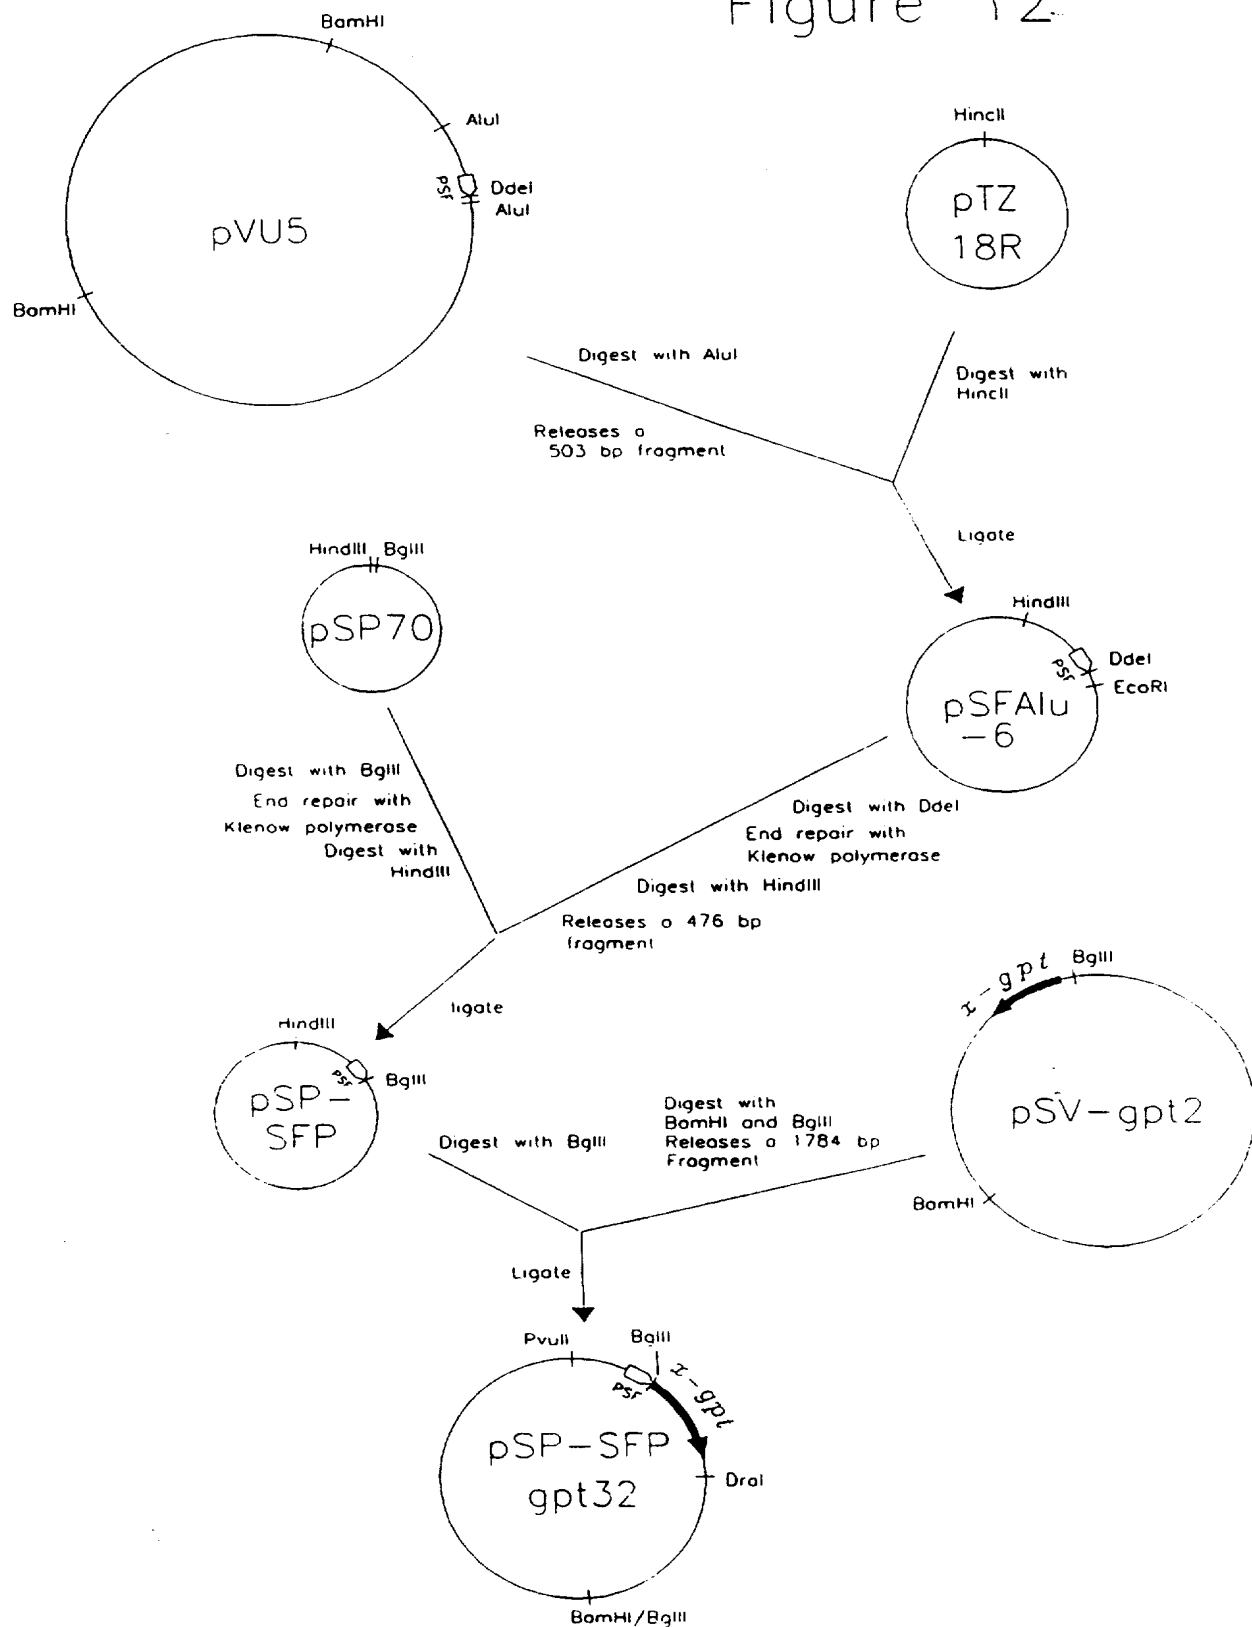 Figure 12
BamHI
AluI
PSF
DdeI
AluI
pVU5
BamHI
HincII
pTZ
18R
Digest with AluI
Releases a
503 bp fragment
Digest with
HincII
Ligate
HindIII BglII
pSP70
HindIII
PSF
DdeI
EcoRI
pSFAlu
-6
Digest with BglII
End repair with
Klenow polymerase
Digest with
HindIII
Digest with DdeI
End repair with
Klenow polymerase
Digest with HindIII
Releases a 476 bp
fragment
ligate
HindIII
PSF
BglII
pSP-
SFP
x-gpt
BglII
pSV-gpt2
BamHI
Digest with BglII
Digest with
BamHI and BglII
Releases a 1784 bp
Fragment
Ligate
PvuII
BglII
PSF
x-gpt
pSP-SFP
gpt32
DraI
BamHI/BglII